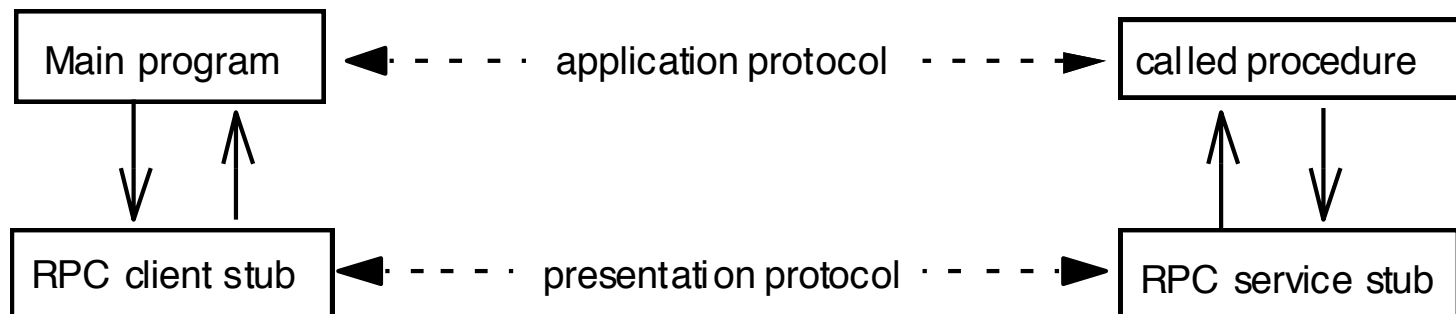 Main program
application protocol
called procedure
RPC client stub
presentation protocol
RPC service stub